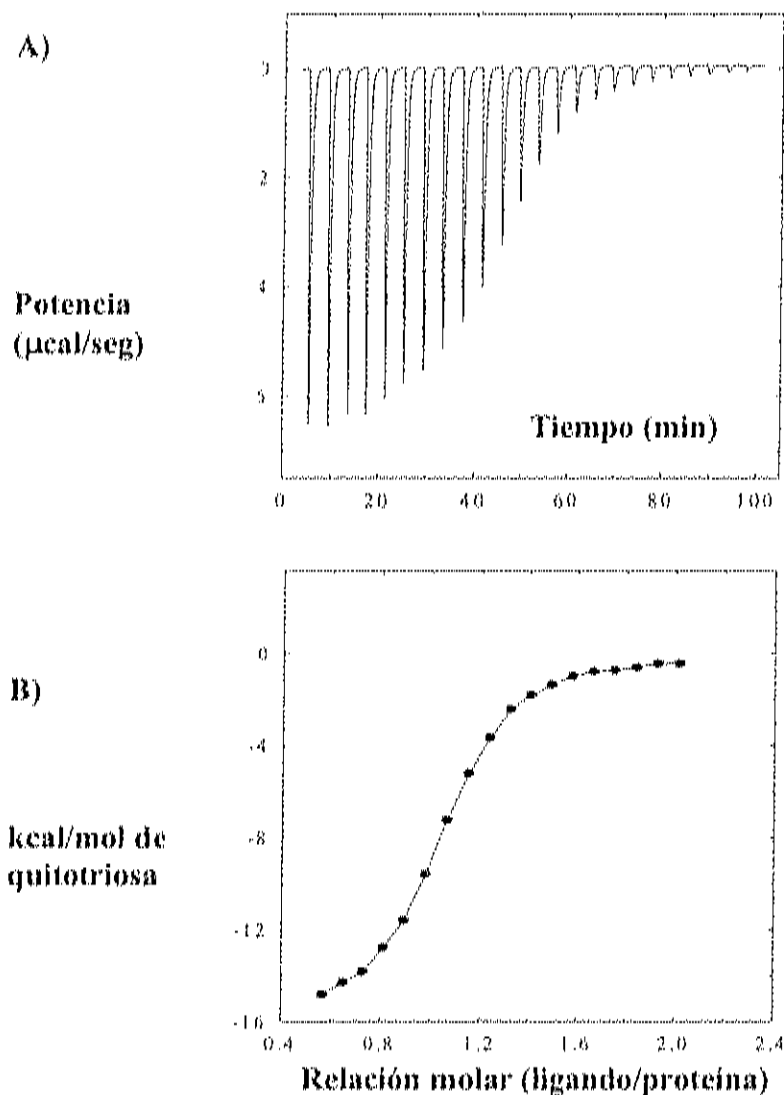 A)
0
2
4
Potencia
(μcal/seg)
6
Tiempo (min)
0 20 40 60 80 100
B)
0
-4
-8
kcal/mol de
quitotriosa
-12
-16
0.4 0.8 1.2 1.6 2.0 2.4
Relación molar (ligando/proteína)